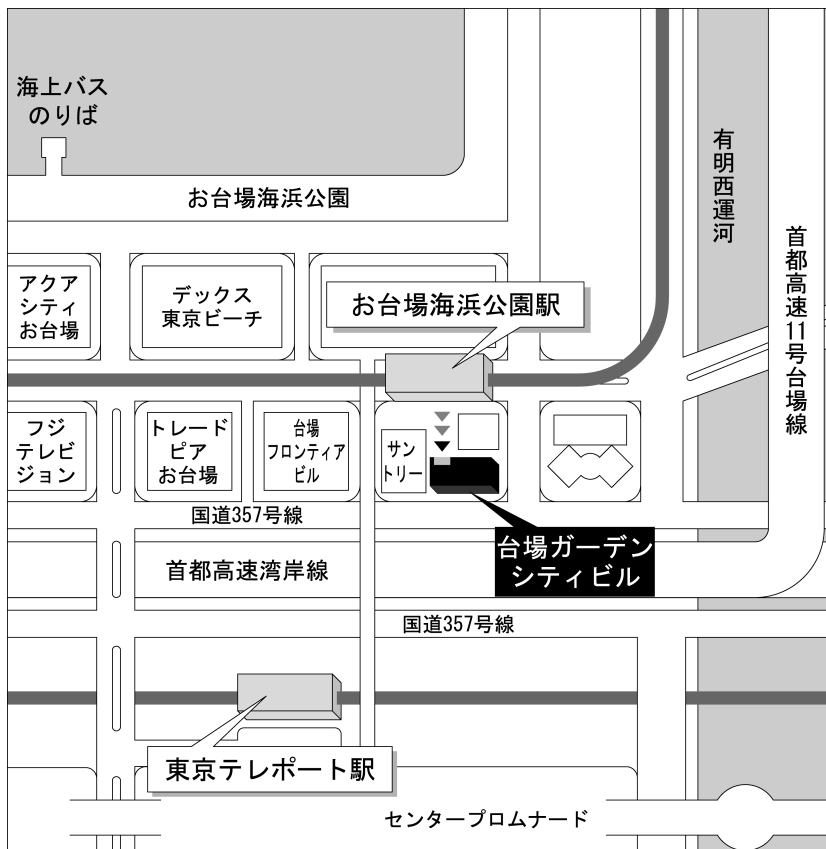 海上バス
のりば
お台場海浜公園
有明西運河
首都高速11号台場線
アクア
シティ
お台場
デックス
東京ビーチ
お台場海浜公園駅
フジ
テレビ
ジョン
トレード
ピア
お台場
台場
フロンティア
ビル
サン
トリー
国道357号線
台場ガーデン
シティビル
首都高速湾岸線
国道357号線
東京テレポート駅
センタープロムナード